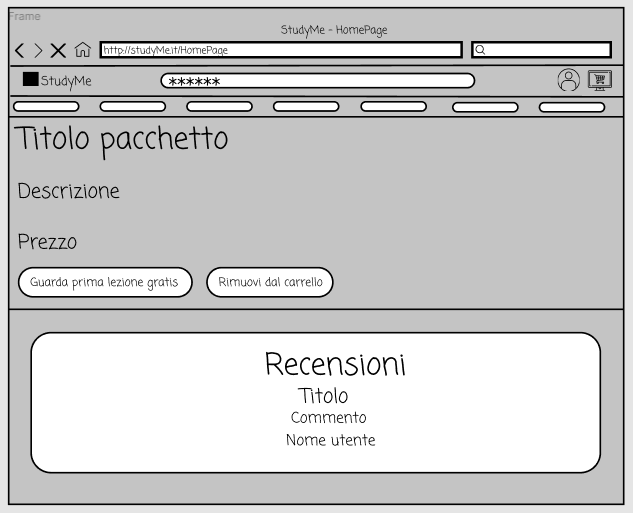 Frame
StudyMe - HomePage
http://studyMe.it/HomePage
StudyMe
******
Titolo pacchetto
Descrizione
Prezzo
Guarda prima lezione gratis
Rimuovi dal carrello
Recensioni
Titolo
Commento
Nome utente